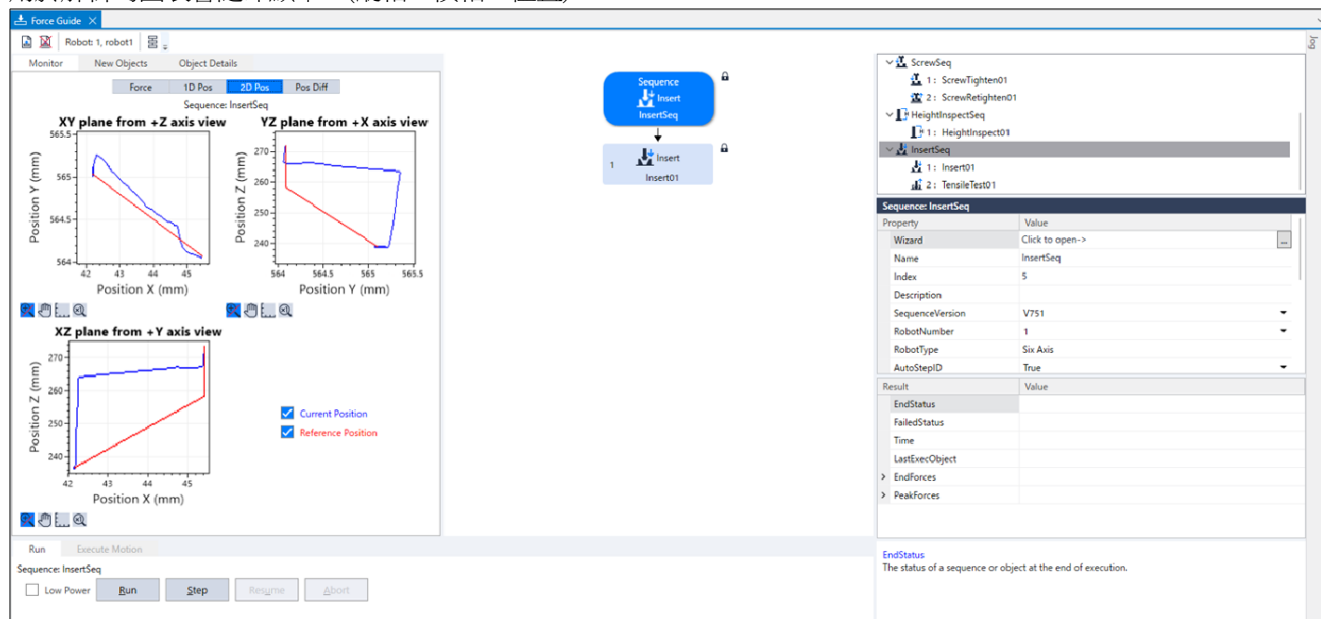 Force Guide
Robot: 1, robot1
Jog
Monitor New Objects Object Details
Force 1D Pos 2D Pos Pos Diff
Sequence: InsertSeq
XY plane from +Z axis view
565.5
565
564.5
564
Position Y (mm)
42 43 44 45
Position X (mm)
YZ plane from +X axis view
270
260
250
240
Position Z (mm)
564 564.5 565 565.5
Position Y (mm)
XZ plane from +Y axis view
270
260
250
240
Position Z (mm)
42 43 44 45
Position X (mm)
Current Position
Reference Position
Sequence
Insert
InsertSeq
1
Insert
Insert01
ScrewSeq
1 : ScrewTighten01
2 : ScrewRetighten01
HeightInspectSeq
1 : HeightInspect01
InsertSeq
1 : Insert01
2 : TensileTest01
Sequence: InsertSeq
Property Value
Wizard Click to open-> ...
Name InsertSeq
Index 5
Description
SequenceVersion V751
RobotNumber 1
RobotType Six Axis
AutoStepID True
Result Value
EndStatus
FailedStatus
Time
LastExecObject
EndForces
PeakForces
EndStatus
The status of a sequence or object at the end of execution.
Run Execute Motion
Sequence: InsertSeq
Low Power Run Step Resume Abort